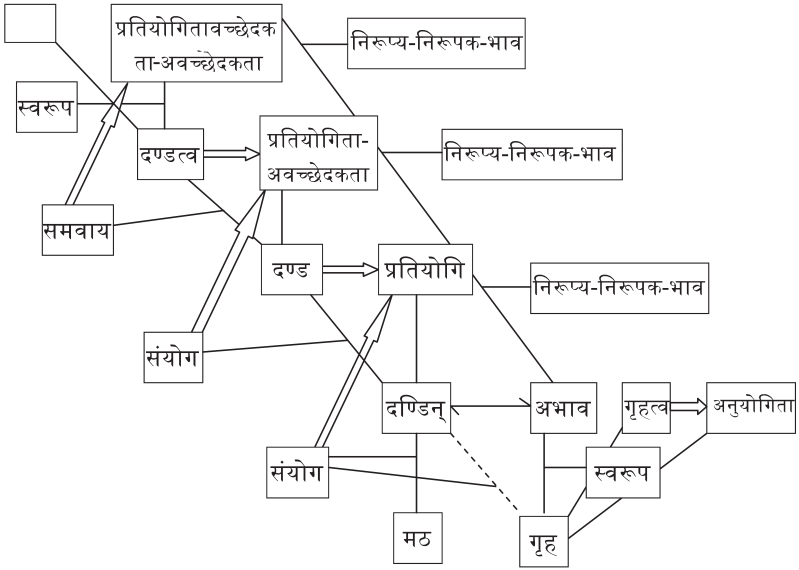 प्रतियोगितावच्छेदक
ता-अवच्छेदकता
निरूप्य-निरूपक-भाव
स्वरूप
दण्डत्व
प्रतियोगिता-
अवच्छेदकता
निरूप्य-निरूपक-भाव
समवाय
दण्ड
प्रतियोगि
निरूप्य-निरूपक-भाव
संयोग
दण्डिन्
अभाव
गृहत्व
अनुयोगिता
संयोग
स्वरूप
मठ
गृह